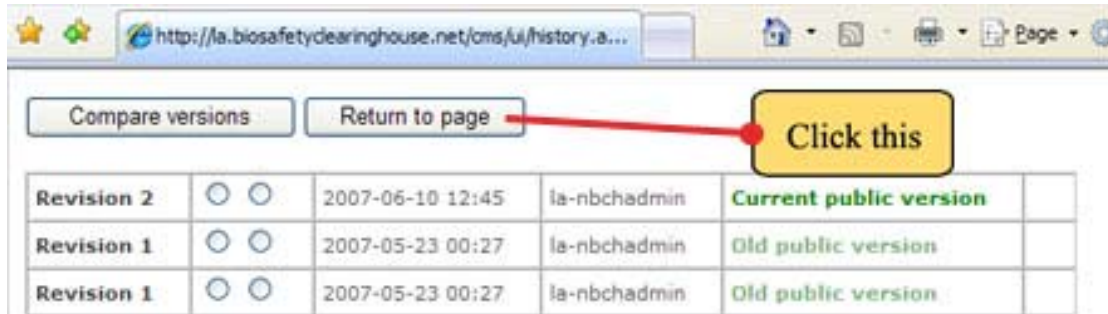 http://la.biosafetyclearinghouse.net/cms/ui/history.a...
Page
Compare versions
Return to page
Click this
Revision 2 2007-06-10 12:45 la-nbchadmin Current public version
Revision 1 2007-05-23 00:27 la-nbchadmin Old public version
Revision 1 2007-05-23 00:27 la-nbchadmin Old public version